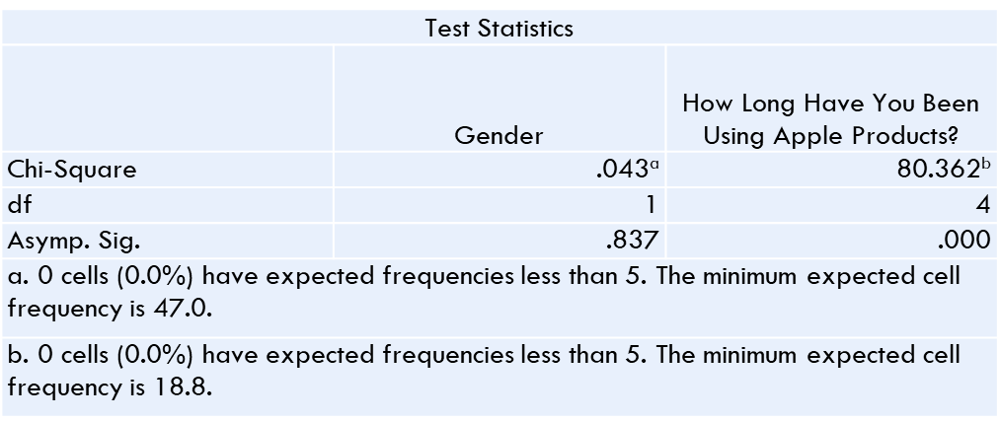 Test Statistics
Gender
How Long Have You Been
Using Apple Products?
Chi-Square .043a 80.362b
df 1 4
Asymp. Sig. .837 .000
a. 0 cells (0.0%) have expected frequencies less than 5. The minimum expected cell
frequency is 47.0.
b. 0 cells (0.0%) have expected frequencies less than 5. The minimum expected cell
frequency is 18.8.